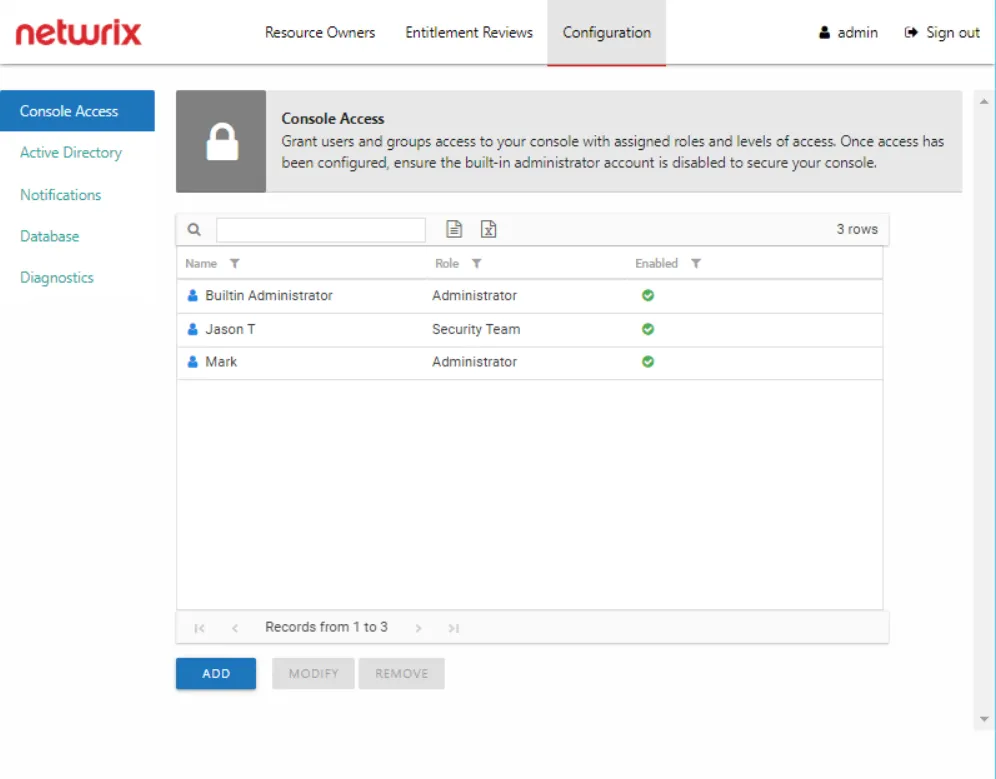 netwrix
Resource Owners
Entitlement Reviews
Configuration
admin
Sign out
Console Access
Active Directory
Notifications
Database
Diagnostics
Console Access
Grant users and groups access to your console with assigned roles and levels of access. Once access has
been configured, ensure the built-in administrator account is disabled to secure your console.
3 rows
Name Role Enabled
Builtin Administrator Administrator
Jason T Security Team
Mark Administrator
Records from 1 to 3
ADD MODIFY REMOVE